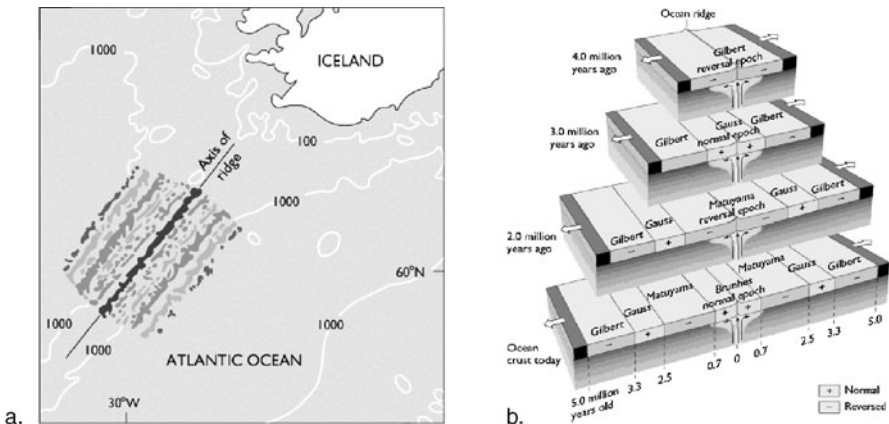 1000
ICELAND
100
Axis of
ridge
1000
60°N
1000
1000
1000
ATLANTIC OCEAN
30°W
a.
Ocean ridge
4.0 million
years ago
Gilbert
reversal epoch
−
−
3.0 million
years ago
Gilbert
Gauss
normal epoch
Gilbert
−
+
+
−
2.0 million
years ago
Gilbert
Gauss
Matuyama
reversal epoch
Gauss
Gilbert
−
+
−
−
+
−
Ocean
crust today
Gilbert
Gauss
Matuyama
Brunhes
normal epoch
Matuyama
Gauss
Gilbert
−
+
−
+
+
−
+
−
5.0 million
years old
3.3
2.5
0.7
0
0.7
2.5
3.3
5.0
+ Normal
− Reversed
b.